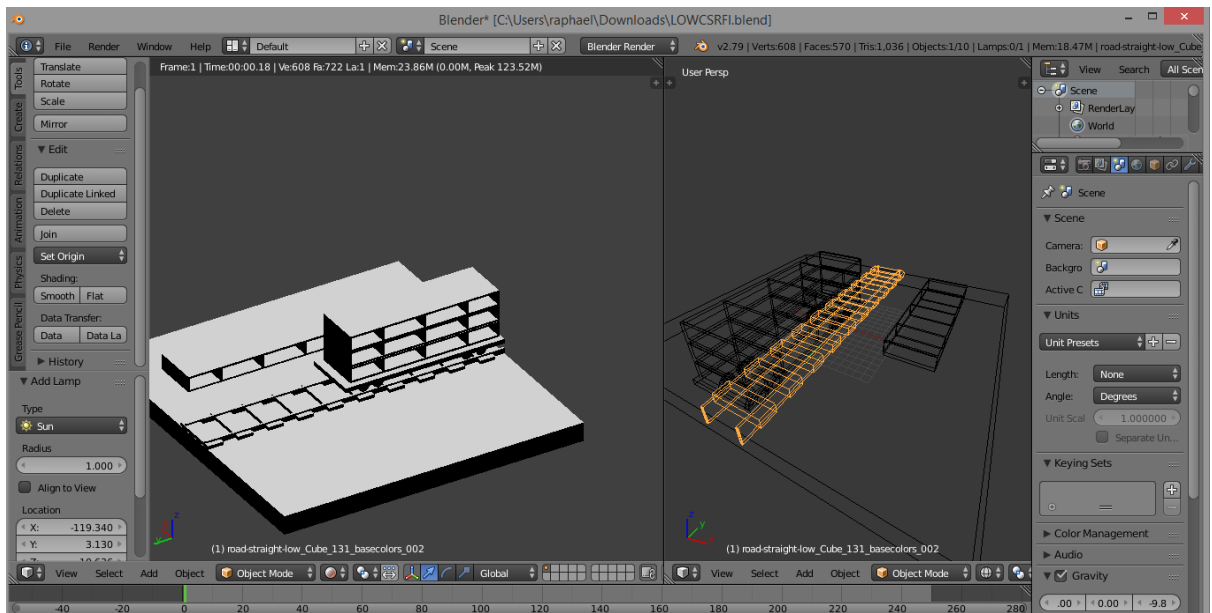 Blender* [C:\Users\raphael\Downloads\LOWCSRFI.blend]
File Render Window Help Default Scene Blender Render v2.79 | Verts:608 | Faces:570 | Tris:1,036 | Objects:1/10 | Lamps:0/1 | Mem:18.47M | road-straight-low_Cube
Tools
Create
Relations
Animation
Physics
Grease Pencil
Translate
Rotate
Scale
Mirror
Edit
Duplicate
Duplicate Linked
Delete
Join
Set Origin
Shading:
Smooth Flat
Data Transfer:
Data Data La
History
Add Lamp
Type
Sun
Radius
1.000
Align to View
Location
X: -119.340
Y: 3.130
Frame:1 | Time:00:00.18 | Ve:608 Fa:722 La:1 | Mem:23.86M (0.00M, Peak 123.52M)
(1) road-straight-low_Cube_131_basecolors_002
View Select Add Object Object Mode Global
User Persp
(1) road-straight-low_Cube_131_basecolors_002
View Select Add Object Object Mode
-40 -20 0 20 40 60 80 100 120 140 160 180 200 220 240 260 280
View Search All Scen
Scene
RenderLay
World
Scene
Scene
Camera:
Backgro
Active C
Units
Unit Presets
Length: None
Angle: Degrees
Unit Scal 1.000000
Separate Un...
Keying Sets
Color Management
Audio
Gravity
.00 0.00 -9.8